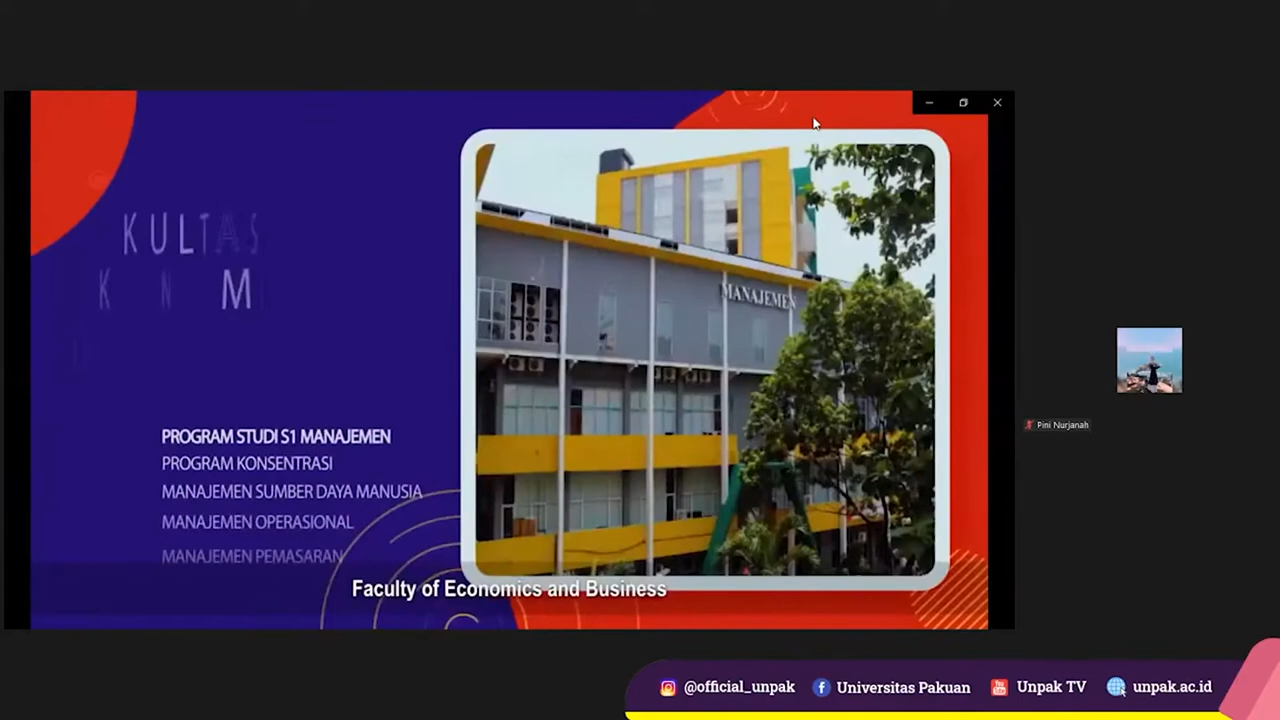 KULTAS
K N M
MANAJEMEN
PROGRAM STUDI S1 MANAJEMEN
PROGRAM KONSENTRASI
MANAJEMEN SUMBER DAYA MANUSIA
MANAJEMEN OPERASIONAL
MANAJEMEN PEMASARAN
Faculty of Economics and Business
Pini Nurjanah
@official_unpak
Universitas Pakuan
Unpak TV
unpak.ac.id